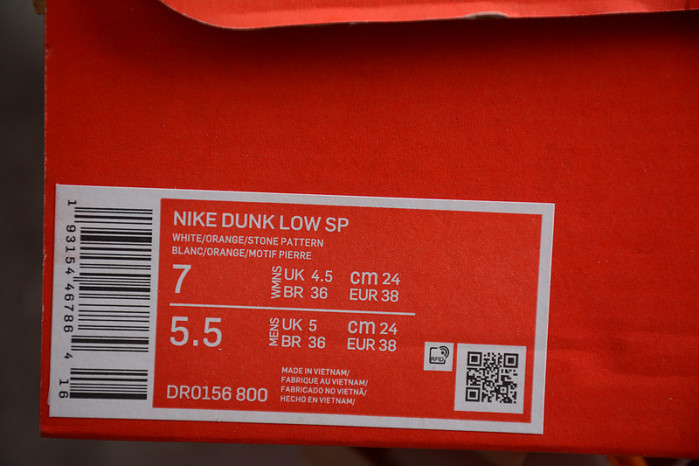 1 93154 46786 4 16
NIKE DUNK LOW SP
WHITE/ORANGE/STONE PATTERN
BLANC/ORANGE/MOTIF PIERRE
7 WMNS UK 4.5 cm 24
BR 36 EUR 38
5.5 MENS UK 5 cm 24
BR 36 EUR 38
RFID
MADE IN VIETNAM/
FABRIQUE AU VIETNAM/
FABRICADO NO VIETNÃ/
HECHO EN VIETNAM/
DR0156 800